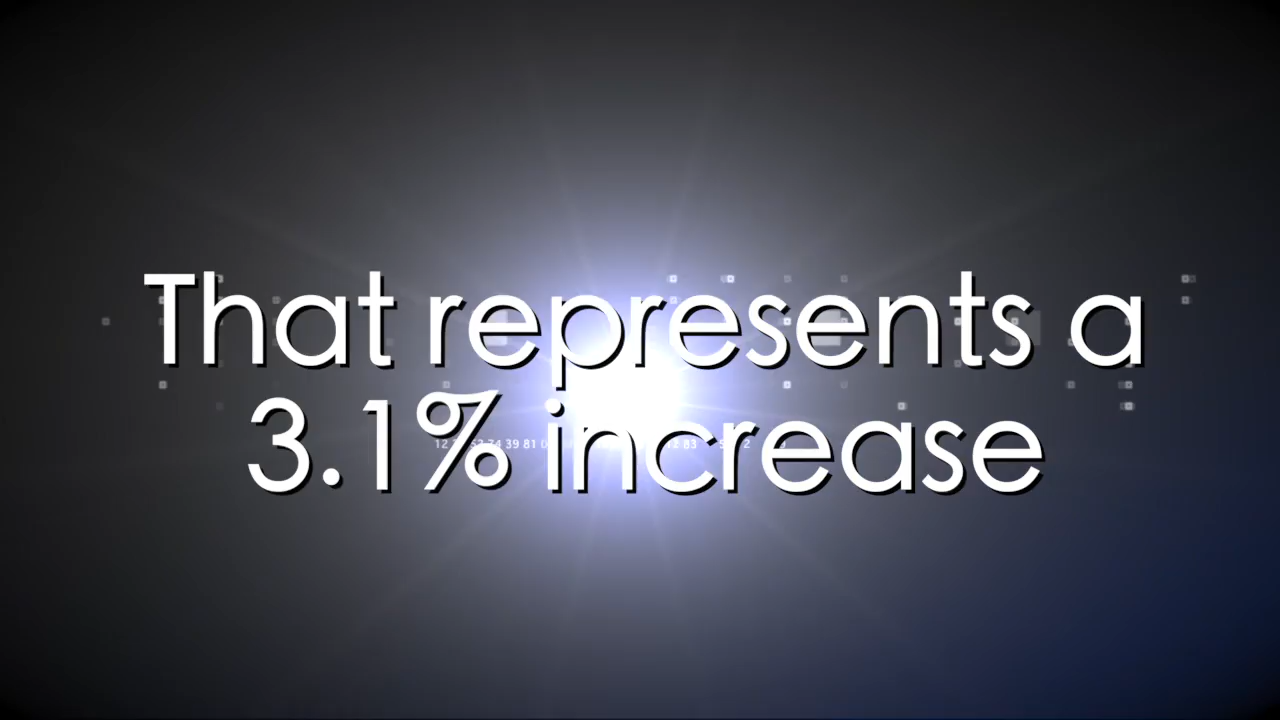 That represents a
3.1% increase